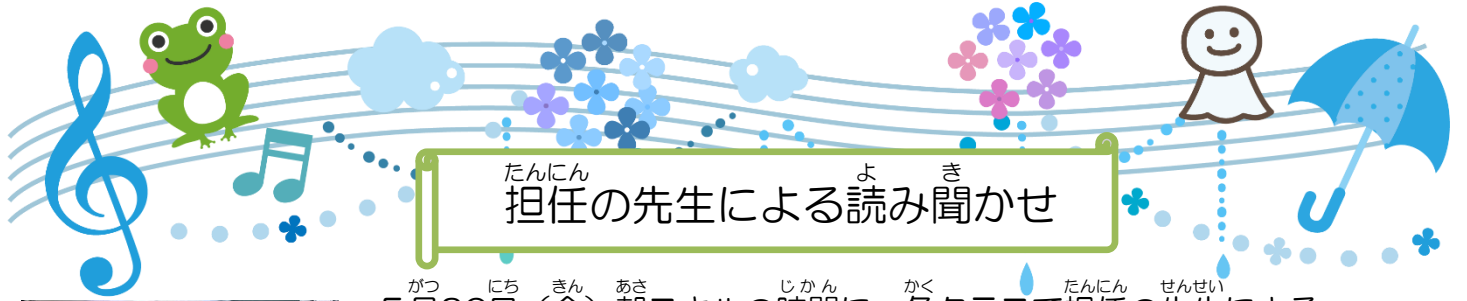 たんにん よ き
担任の先生による読み聞かせ
がつ にち きん あさ じかん かく たんにん せんせい